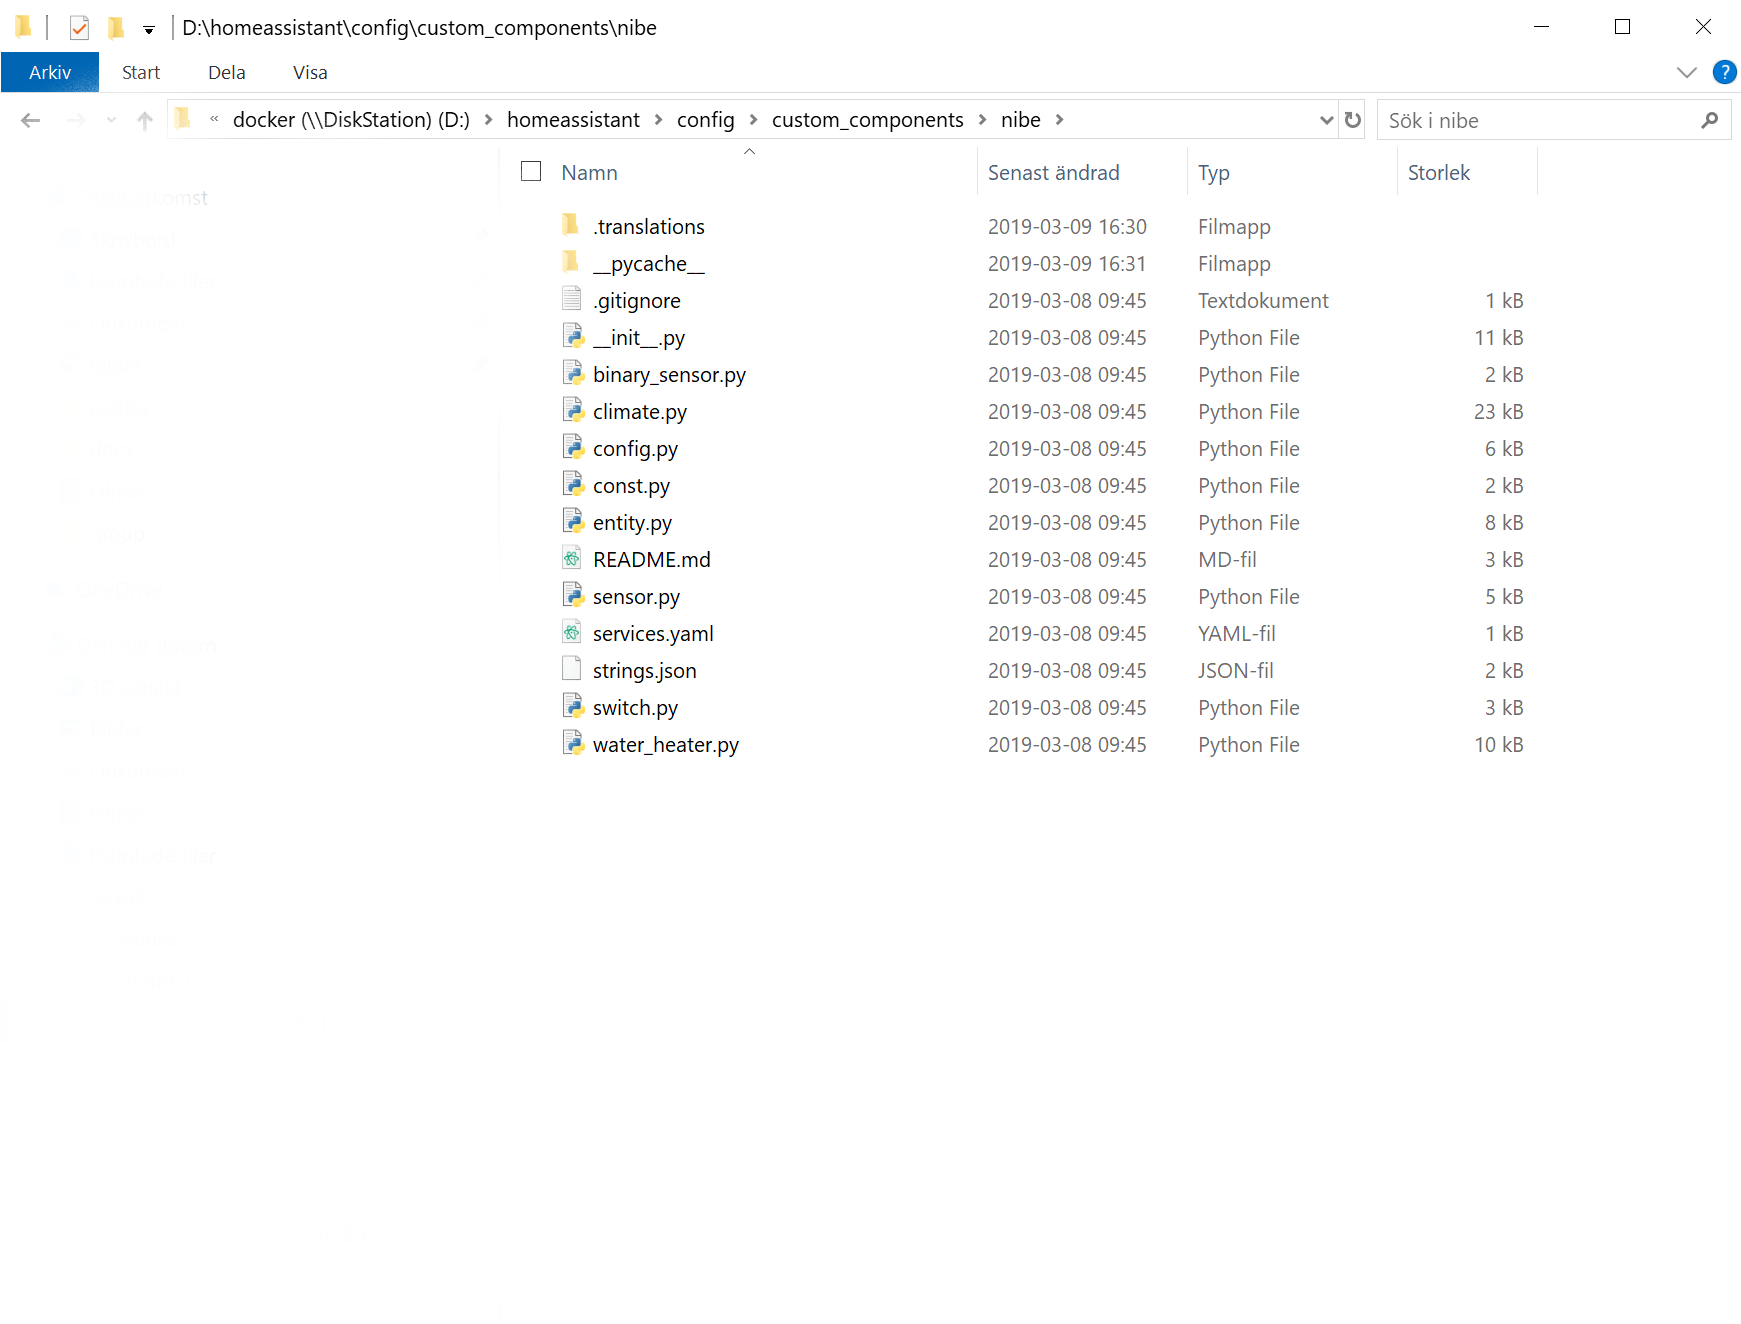 D:\homeassistant\config\custom_components\nibe
Arkiv Start Dela Visa
« docker (\\DiskStation) (D:) homeassistant config custom_components nibe Sök i nibe
Namn Senast ändrad Typ Storlek
.translations 2019-03-09 16:30 Filmapp
__pycache__ 2019-03-09 16:31 Filmapp
.gitignore 2019-03-08 09:45 Textdokument 1 kB
__init__.py 2019-03-08 09:45 Python File 11 kB
binary_sensor.py 2019-03-08 09:45 Python File 2 kB
climate.py 2019-03-08 09:45 Python File 23 kB
config.py 2019-03-08 09:45 Python File 6 kB
const.py 2019-03-08 09:45 Python File 2 kB
entity.py 2019-03-08 09:45 Python File 8 kB
README.md 2019-03-08 09:45 MD-fil 3 kB
sensor.py 2019-03-08 09:45 Python File 5 kB
services.yaml 2019-03-08 09:45 YAML-fil 1 kB
strings.json 2019-03-08 09:45 JSON-fil 2 kB
switch.py 2019-03-08 09:45 Python File 3 kB
water_heater.py 2019-03-08 09:45 Python File 10 kB